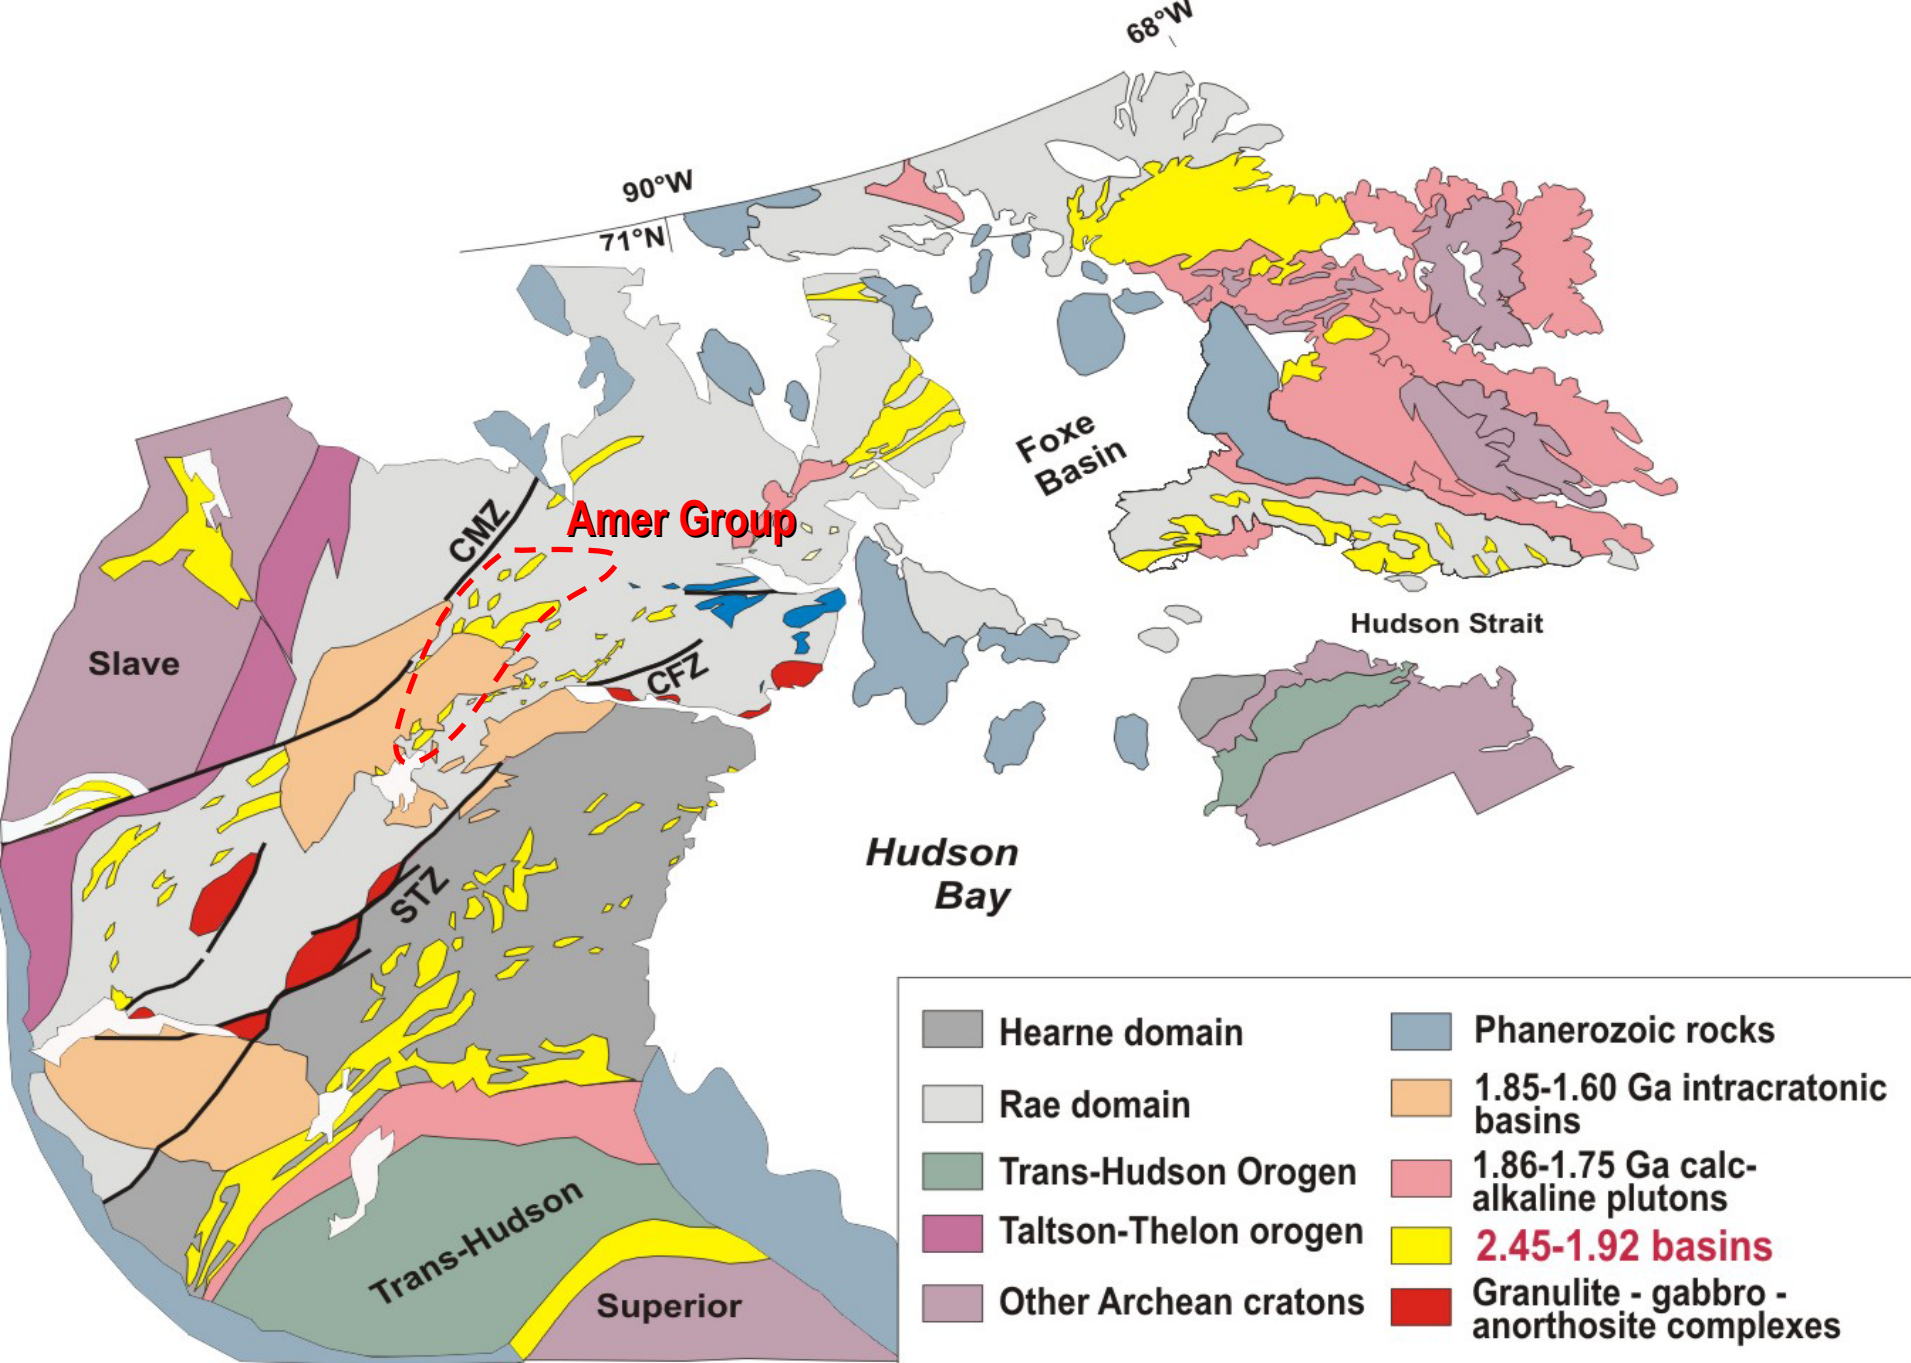 68°W
90°W
71°N
Foxe
Basin
Amer Group
CMZ
Hudson Strait
Slave
CFZ
Hudson
Bay
STZ
Trans-Hudson
Superior
Hearne domain
Rae domain
Trans-Hudson Orogen
Taltson-Thelon orogen
Other Archean cratons
Phanerozoic rocks
1.85-1.60 Ga intracratonic
basins
1.86-1.75 Ga calc-
alkaline plutons
2.45-1.92 basins
Granulite - gabbro -
anorthosite complexes